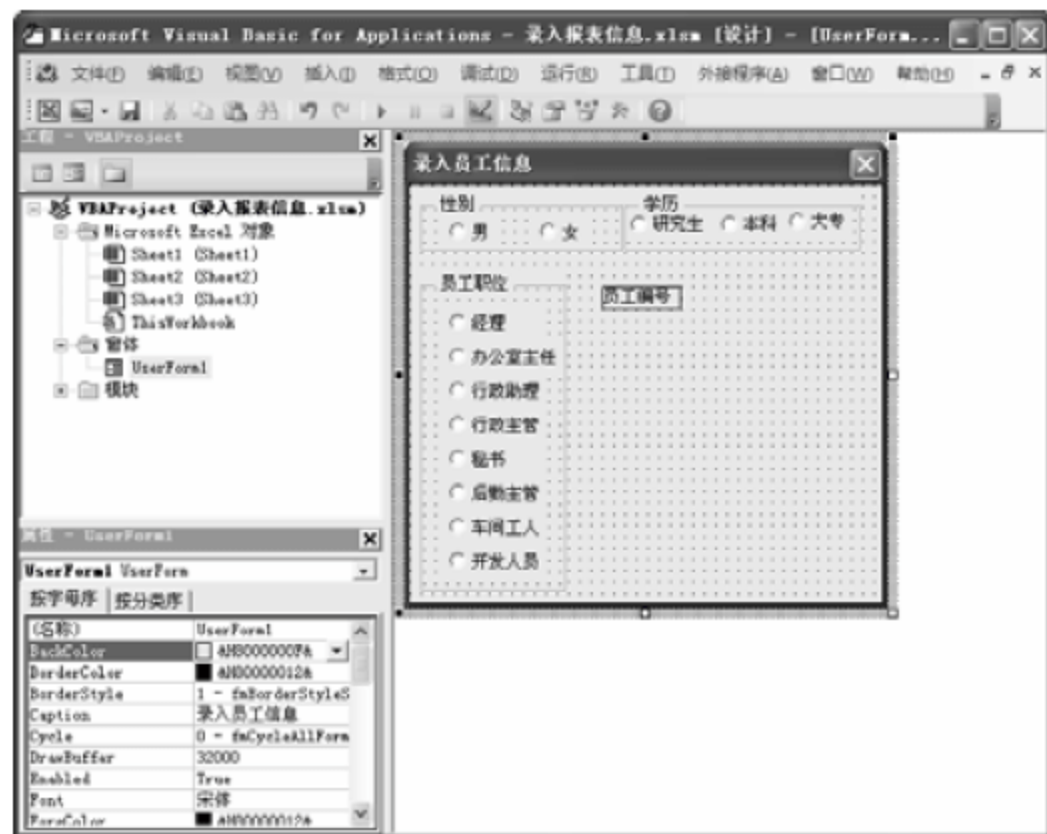 Microsoft Visual Basic for Applications - 录入报表信息.xlsm [设计] - [UserForm...
文件(F) 编辑(E) 视图(V) 插入(I) 格式(O) 调试(D) 运行(R) 工具(T) 外接程序(A) 窗口(W) 帮助(H)
工程 - VBAProject
VBAProject (录入报表信息.xlsm)
Microsoft Excel 对象
Sheet1 (Sheet1)
Sheet2 (Sheet2)
Sheet3 (Sheet3)
ThisWorkbook
窗体
UserForm1
模块
属性 - UserForm1
UserForm1 UserForm
按字母序 按分类序
(名称) UserForm1
BackColor &H8000000F&
BorderColor &H80000012&
BorderStyle 1 - fmBorderStyleS
Caption 录入员工信息
Cycle 0 - fmCycleAllForm
DrawBuffer 32000
Enabled True
Font 宋体
ForeColor &H80000012&
录入员工信息
性别
男 女
学历
研究生 本科 大专
员工职位
经理
办公室主任
行政助理
行政主管
秘书
后勤主管
车间工人
开发人员
员工编号